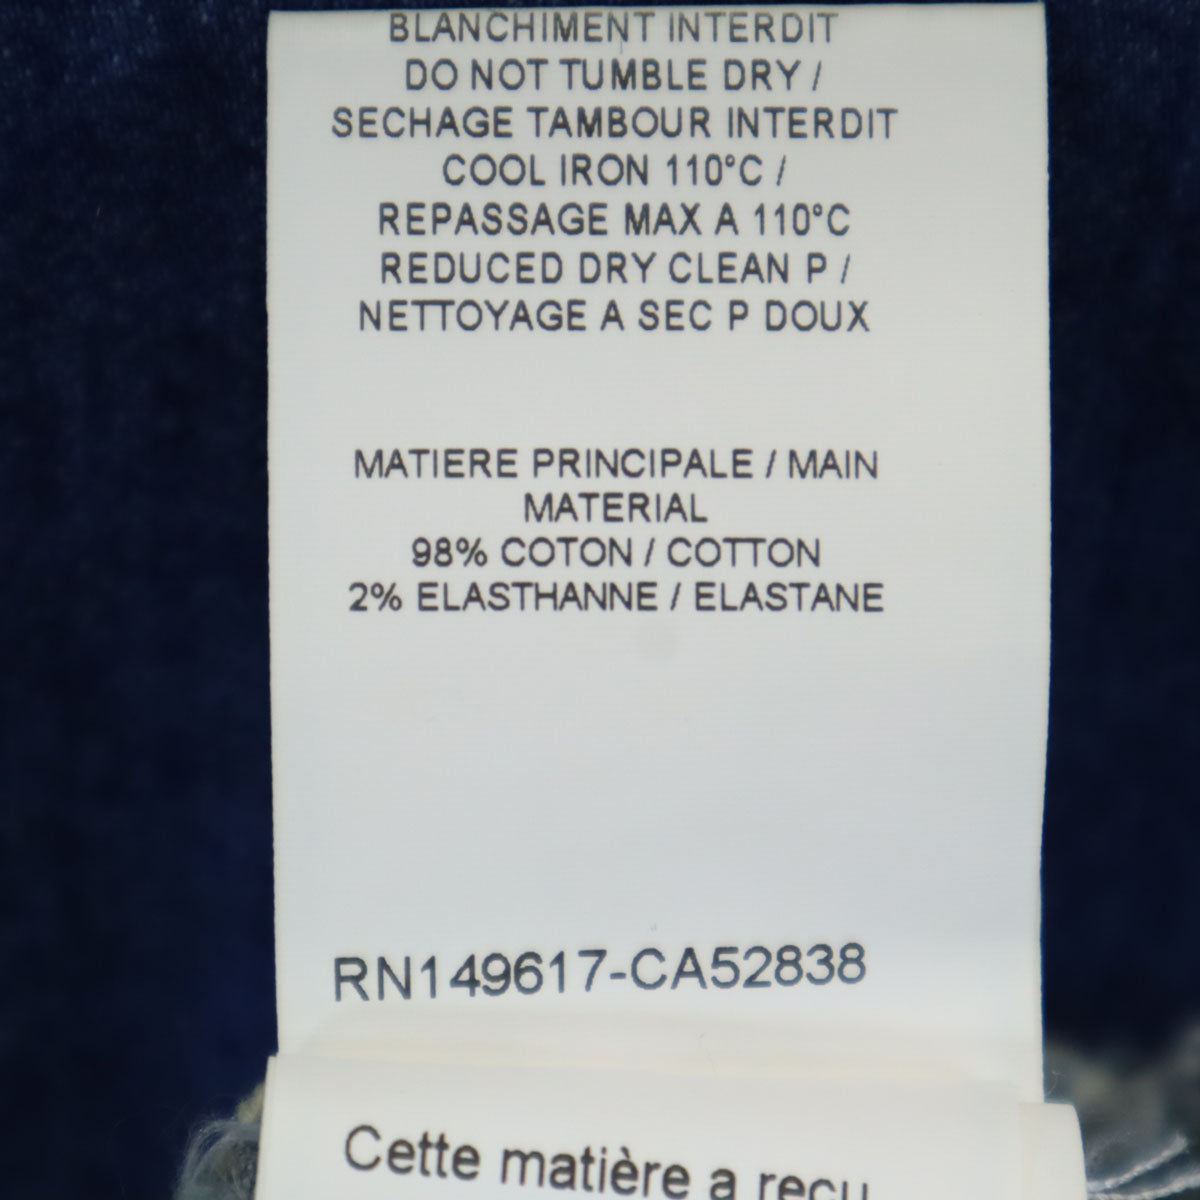 BLANCHIMENT INTERDIT
DO NOT TUMBLE DRY /
SECHAGE TAMBOUR INTERDIT
COOL IRON 110°C /
REPASSAGE MAX A 110°C
REDUCED DRY CLEAN P /
NETTOYAGE A SEC P DOUX
MATIERE PRINCIPALE / MAIN
MATERIAL
98% COTON / COTTON
2% ELASTHANNE / ELASTANE
RN149617-CA52838
Cette matière a reçu